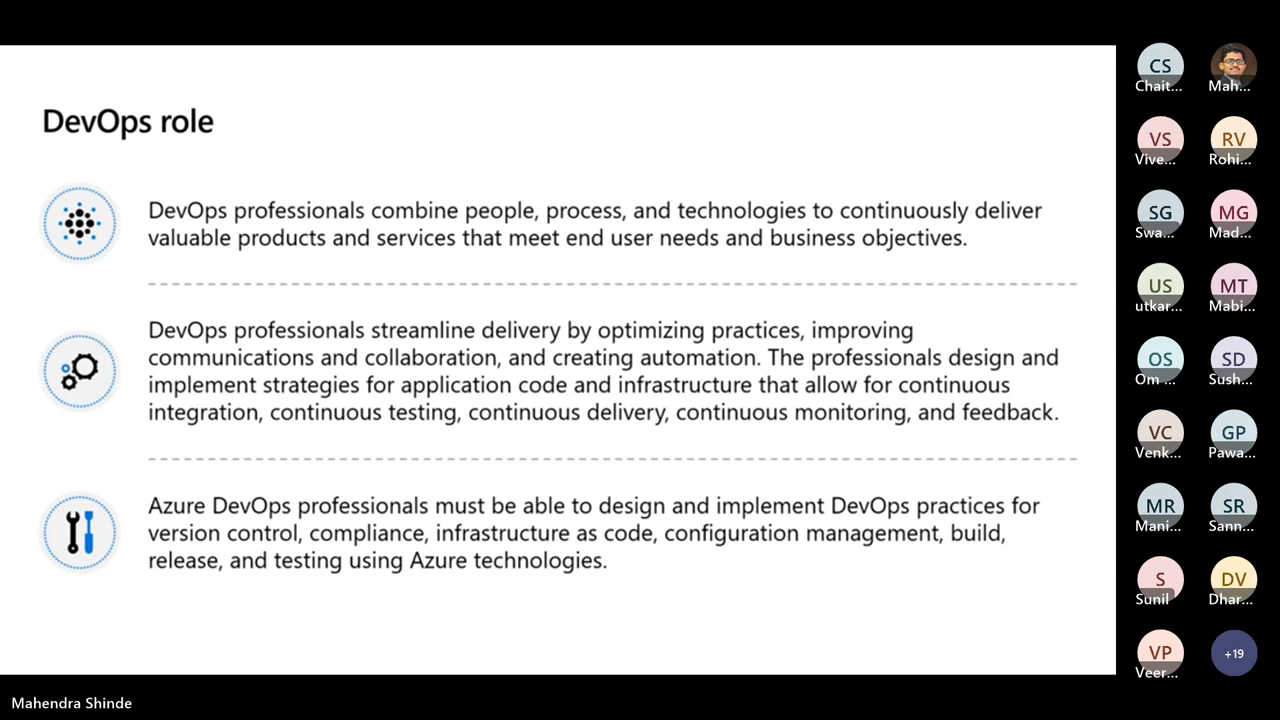 DevOps role
DevOps professionals combine people, process, and technologies to continuously deliver
valuable products and services that meet end user needs and business objectives.
DevOps professionals streamline delivery by optimizing practices, improving
communications and collaboration, and creating automation. The professionals design and
implement strategies for application code and infrastructure that allow for continuous
integration, continuous testing, continuous delivery, continuous monitoring, and feedback.
Azure DevOps professionals must be able to design and implement DevOps practices for
version control, compliance, infrastructure as code, configuration management, build,
release, and testing using Azure technologies.
CS
Chait...
Mah...
VS
Vive...
RV
Rohi...
SG
Swa...
MG
Mad...
US
utkar...
MT
Mabi...
OS
Om ...
SD
Sush...
VC
Venk...
GP
Pawa...
MR
Mani...
SR
Sann...
S
Sunil
DV
Dhar...
VP
Veer...
+19
Mahendra Shinde